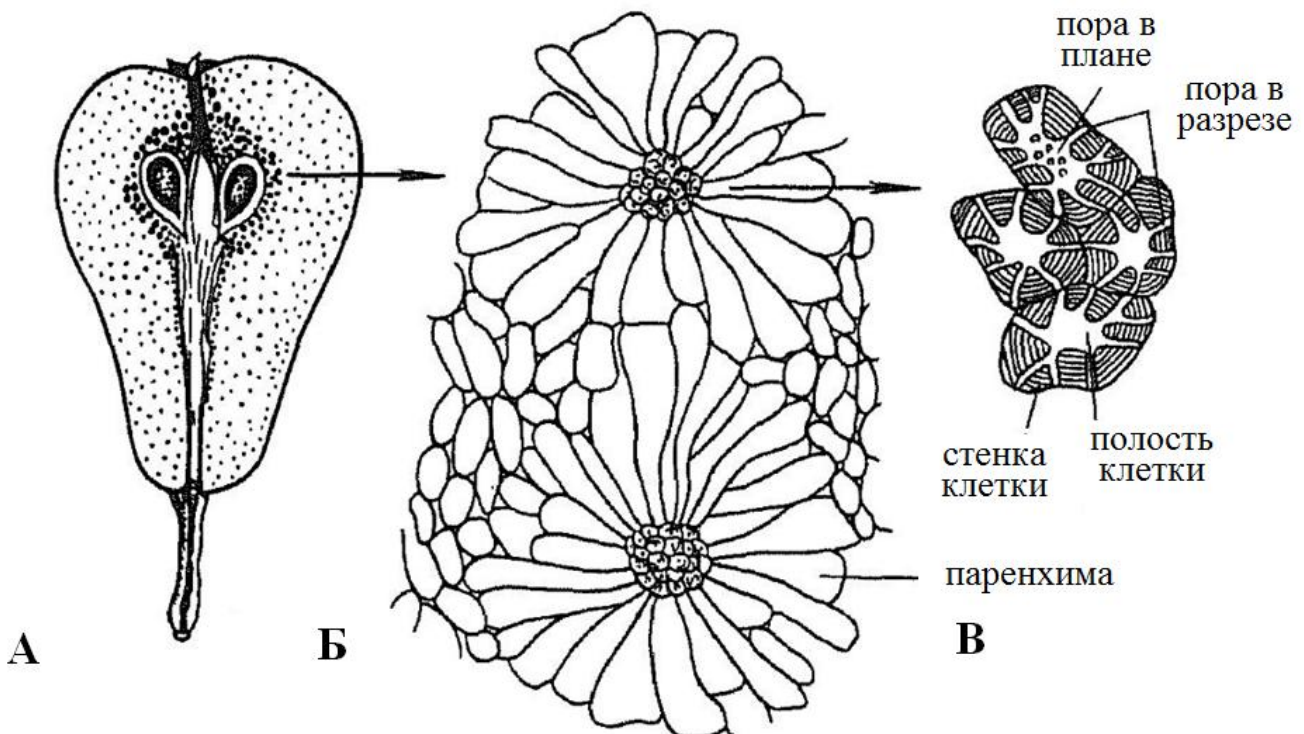 пора в
плане
пора в
разрезе
стенка
клетки
полость
клетки
паренхима
А
Б
В